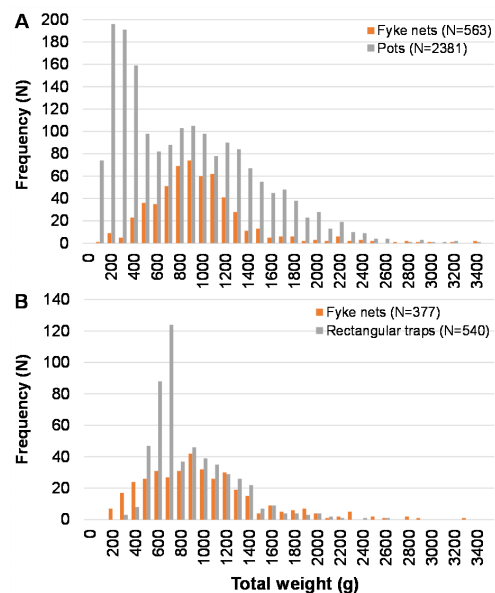 A
Fyke nets (N=563)
Pots (N=2381)
Frequency (N)
200
180
160
140
120
100
80
60
40
20
0
0 200 400 600 800 1000 1200 1400 1600 1800 2000 2200 2400 2600 2800 3000 3200 3400
B
Fyke nets (N=377)
Rectangular traps (N=540)
Frequency (N)
140
120
100
80
60
40
20
0
0 200 400 600 800 1000 1200 1400 1600 1800 2000 2200 2400 2600 2800 3000 3200 3400
Total weight (g)